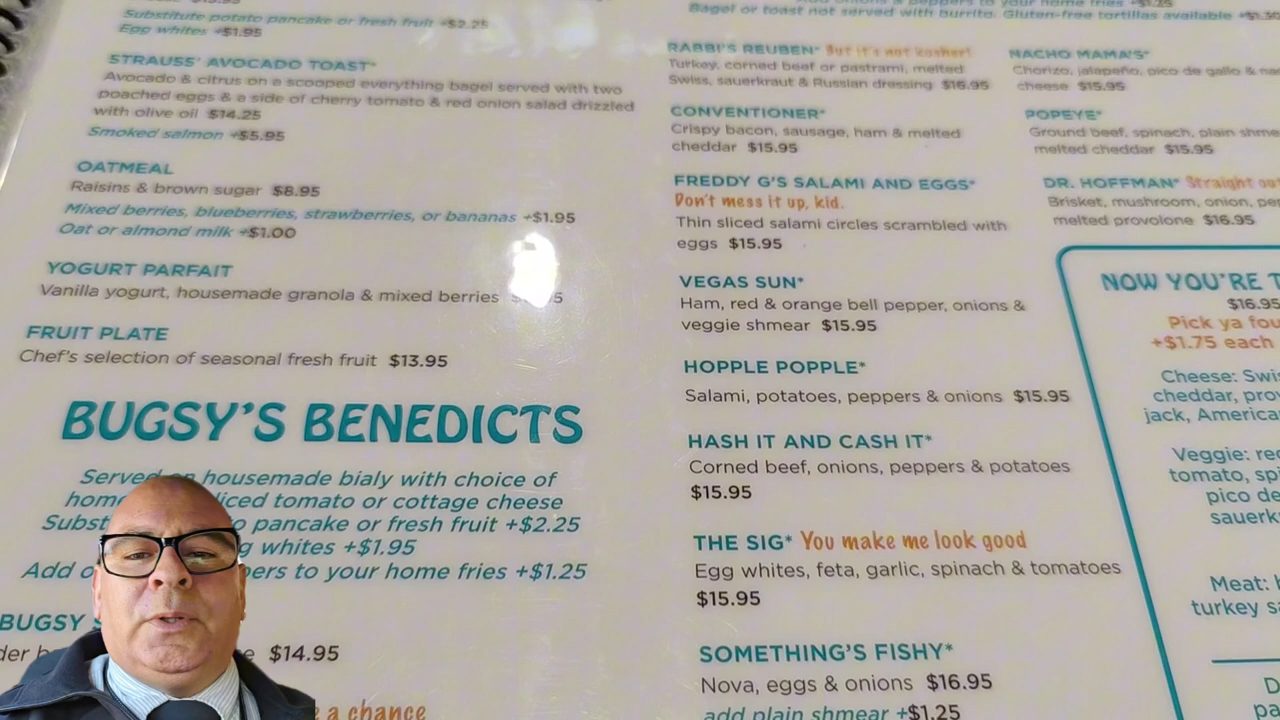 Substitute potato pancake or fresh fruit +$2.25
Egg whites +$1.95
STRAUSS' AVOCADO TOAST*
Avocado & citrus on a scooped everything bagel served with two
poached eggs & a side of cherry tomato & red onion salad drizzled
with olive oil $14.25
Smoked salmon +$5.95
OATMEAL
Raisins & brown sugar $8.95
Mixed berries, blueberries, strawberries, or bananas +$1.95
Oat or almond milk +$1.00
YOGURT PARFAIT
Vanilla yogurt, housemade granola & mixed berries
FRUIT PLATE
Chef's selection of seasonal fresh fruit $13.95
BUGSY'S BENEDICTS
Served on housemade bialy with choice of
home sliced tomato or cottage cheese
pancake or fresh fruit +$2.25
whites +$1.95
Add to your home fries +$1.25
BUGSY
$14.95
a chance
peppers to your home fries +$1.25
Bagel or toast not served with burrito. Gluten-free tortillas available
RABBI'S REUBEN* But it's not kosher!
Turkey, corned beef or pastrami, melted
Swiss, sauerkraut & Russian dressing $16.95
CONVENTIONER*
Crispy bacon, sausage, ham & melted
cheddar $15.95
FREDDY G'S SALAMI AND EGGS*
Don't mess it up, kid.
Thin sliced salami circles scrambled with
eggs $15.95
VEGAS SUN*
Ham, red & orange bell pepper, onions &
veggie shmear $15.95
HOPPLE POPPLE*
Salami, potatoes, peppers & onions $15.95
HASH IT AND CASH IT*
Corned beef, onions, peppers & potatoes
$15.95
THE SIG* You make me look good
Egg whites, feta, garlic, spinach & tomatoes
$15.95
SOMETHING'S FISHY*
Nova, eggs & onions $16.95
add plain shmear +$1.25
NACHO MAMA'S*
Chorizo, jalapeño, pico de gallo &
cheese $15.95
POPEYE*
Ground beef, spinach, plain
melted cheddar $15.95
DR. HOFFMAN* Straight
Brisket, mushroom, onion,
melted provolone $16.95
NOW YOU'RE
$16.95
Pick ya
+$1.75 each
Cheese:
cheddar,
jack, America
Veggie:
tomato,
pico de
Meat:
turkey